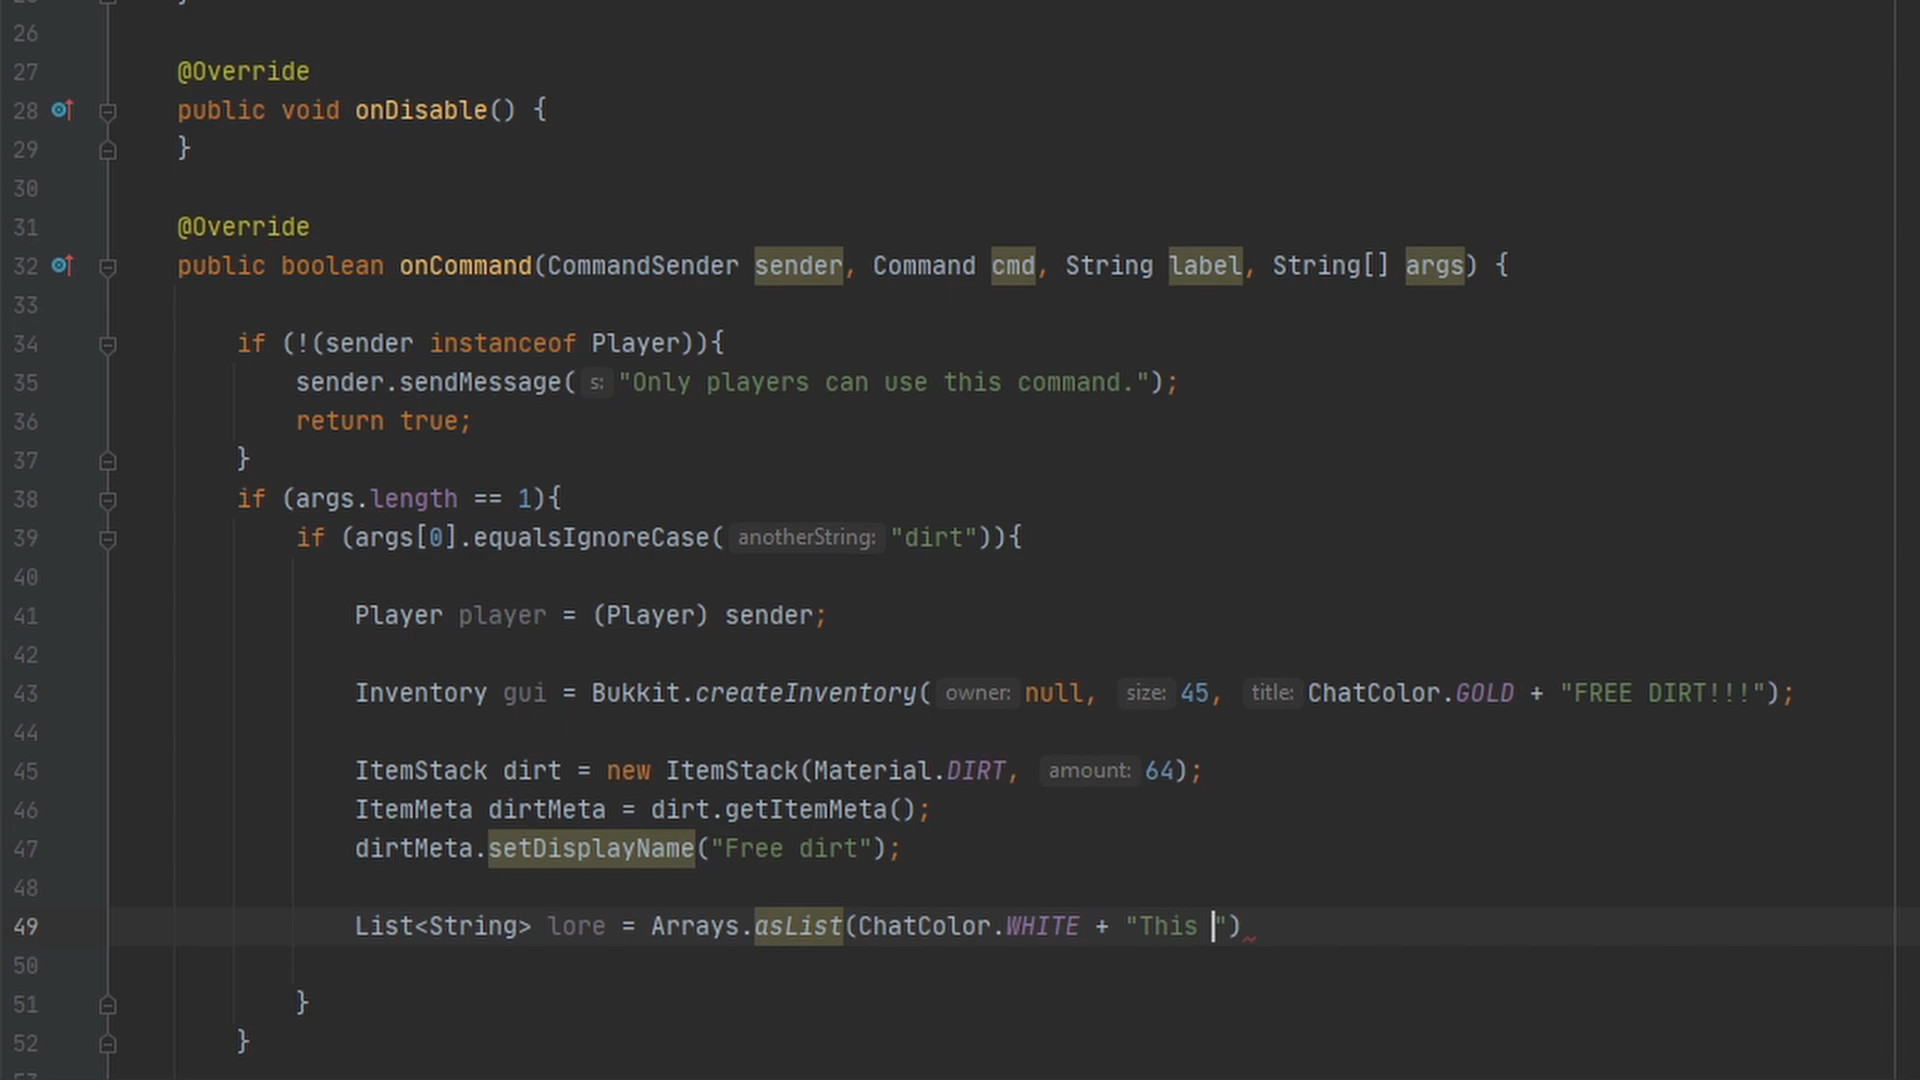 26
27 @Override
28 public void onDisable() {
29 }
30
31 @Override
32 public boolean onCommand(CommandSender sender, Command cmd, String label, String[] args) {
33
34 if (!(sender instanceof Player)){
35 sender.sendMessage( s: "Only players can use this command.");
36 return true;
37 }
38 if (args.length == 1){
39 if (args[0].equalsIgnoreCase( anotherString: "dirt")){
40
41 Player player = (Player) sender;
42
43 Inventory gui = Bukkit.createInventory( owner: null, size: 45, title: ChatColor.GOLD + "FREE DIRT!!!");
44
45 ItemStack dirt = new ItemStack(Material.DIRT, amount: 64);
46 ItemMeta dirtMeta = dirt.getItemMeta();
47 dirtMeta.setDisplayName("Free dirt");
48
49 List<String> lore = Arrays.asList(ChatColor.WHITE + "This ")
50
51 }
52 }